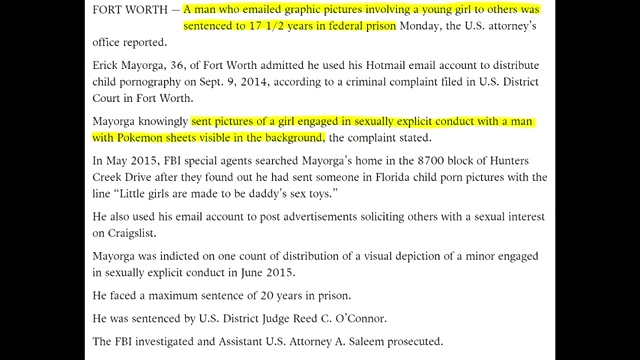 FORT WORTH — A man who emailed graphic pictures involving a young girl to others was
sentenced to 17 1/2 years in federal prison Monday, the U.S. attorney's
office reported.
Erick Mayorga, 36, of Fort Worth admitted he used his Hotmail email account to distribute
child pornography on Sept. 9, 2014, according to a criminal complaint filed in U.S. District
Court in Fort Worth.
Mayorga knowingly sent pictures of a girl engaged in sexually explicit conduct with a man
with Pokemon sheets visible in the background, the complaint stated.
In May 2015, FBI special agents searched Mayorga's home in the 8700 block of Hunters
Creek Drive after they found out he had sent someone in Florida child porn pictures with the
line “Little girls are made to be daddy's sex toys.”
He also used his email account to post advertisements soliciting others with a sexual interest
on Craigslist.
Mayorga was indicted on one count of distribution of a visual depiction of a minor engaged
in sexually explicit conduct in June 2015.
He faced a maximum sentence of 20 years in prison.
He was sentenced by U.S. District Judge Reed C. O'Connor.
The FBI investigated and Assistant U.S. Attorney A. Saleem prosecuted.